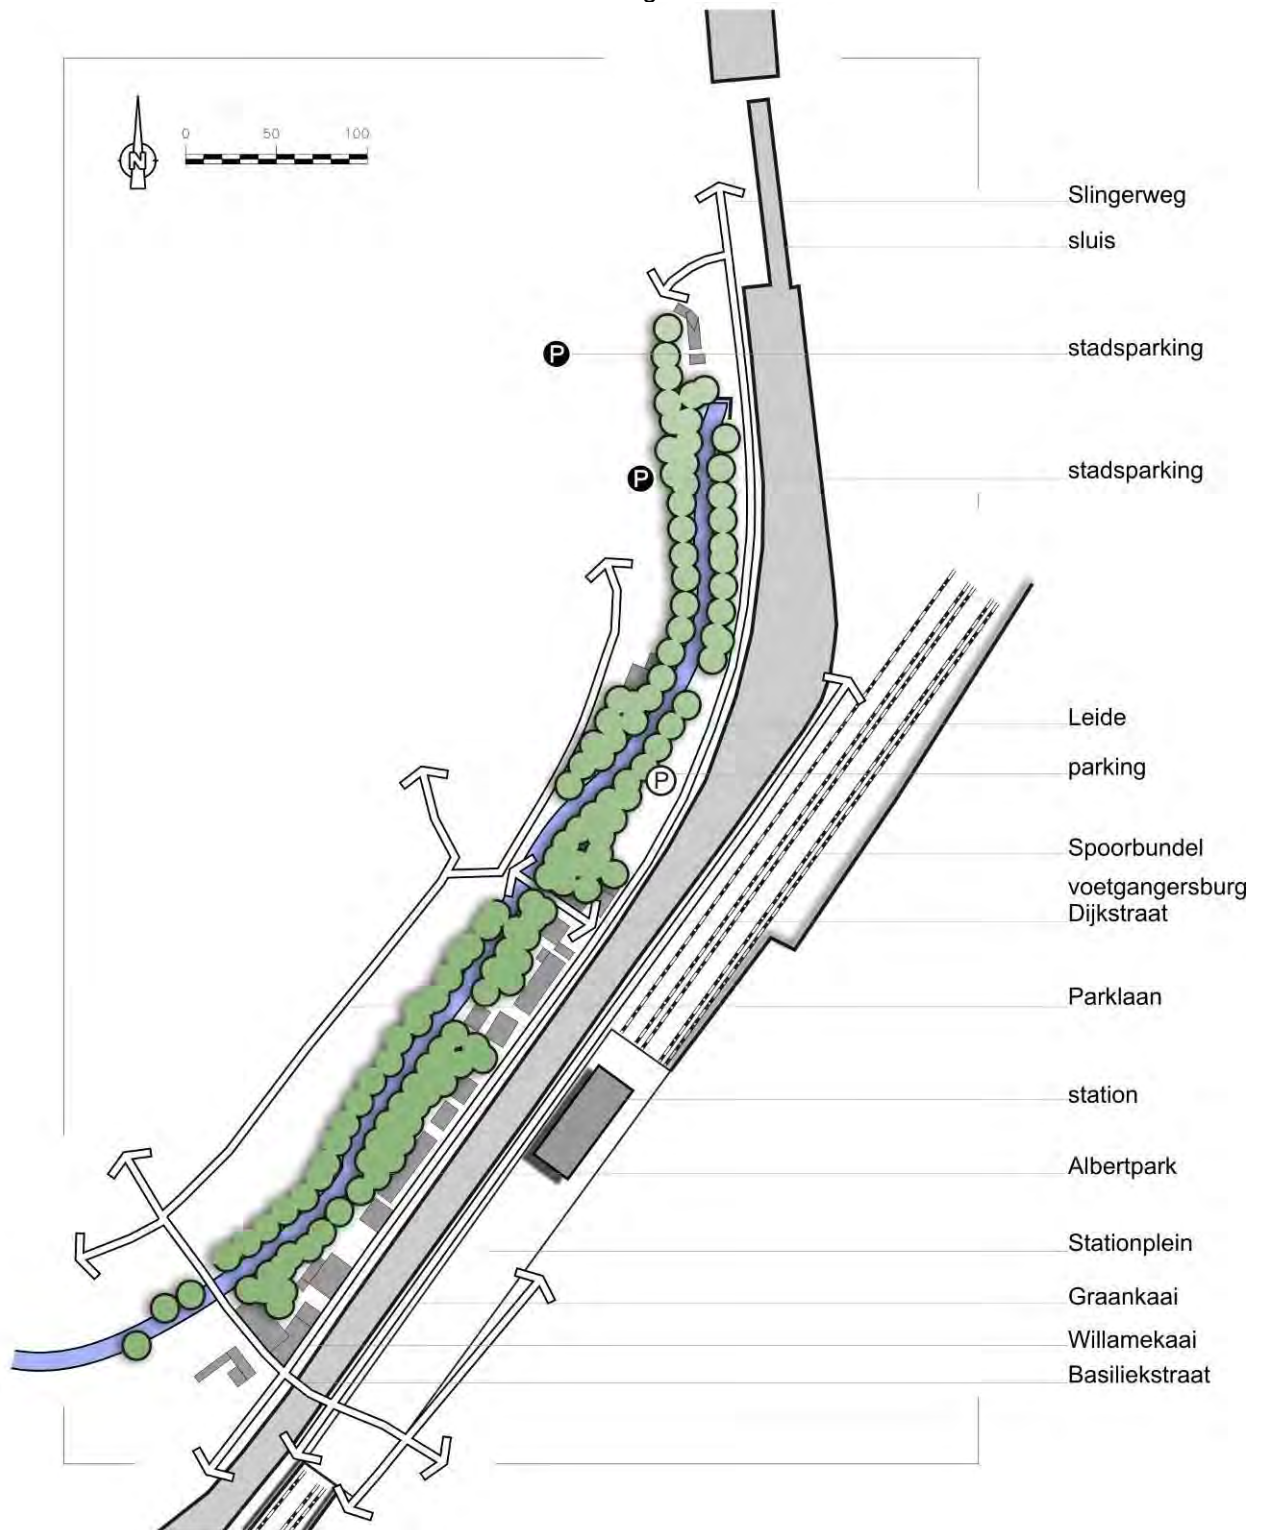 N
0 50 100
Slingerweg
sluis
P
stadsparking
P
stadsparking
Leide
P
parking
Spoorbundel
voetgangersburg
Dijkstraat
Parklaan
station
Albertpark
Stationplein
Graankaai
Willamekaai
Basiliekstraat